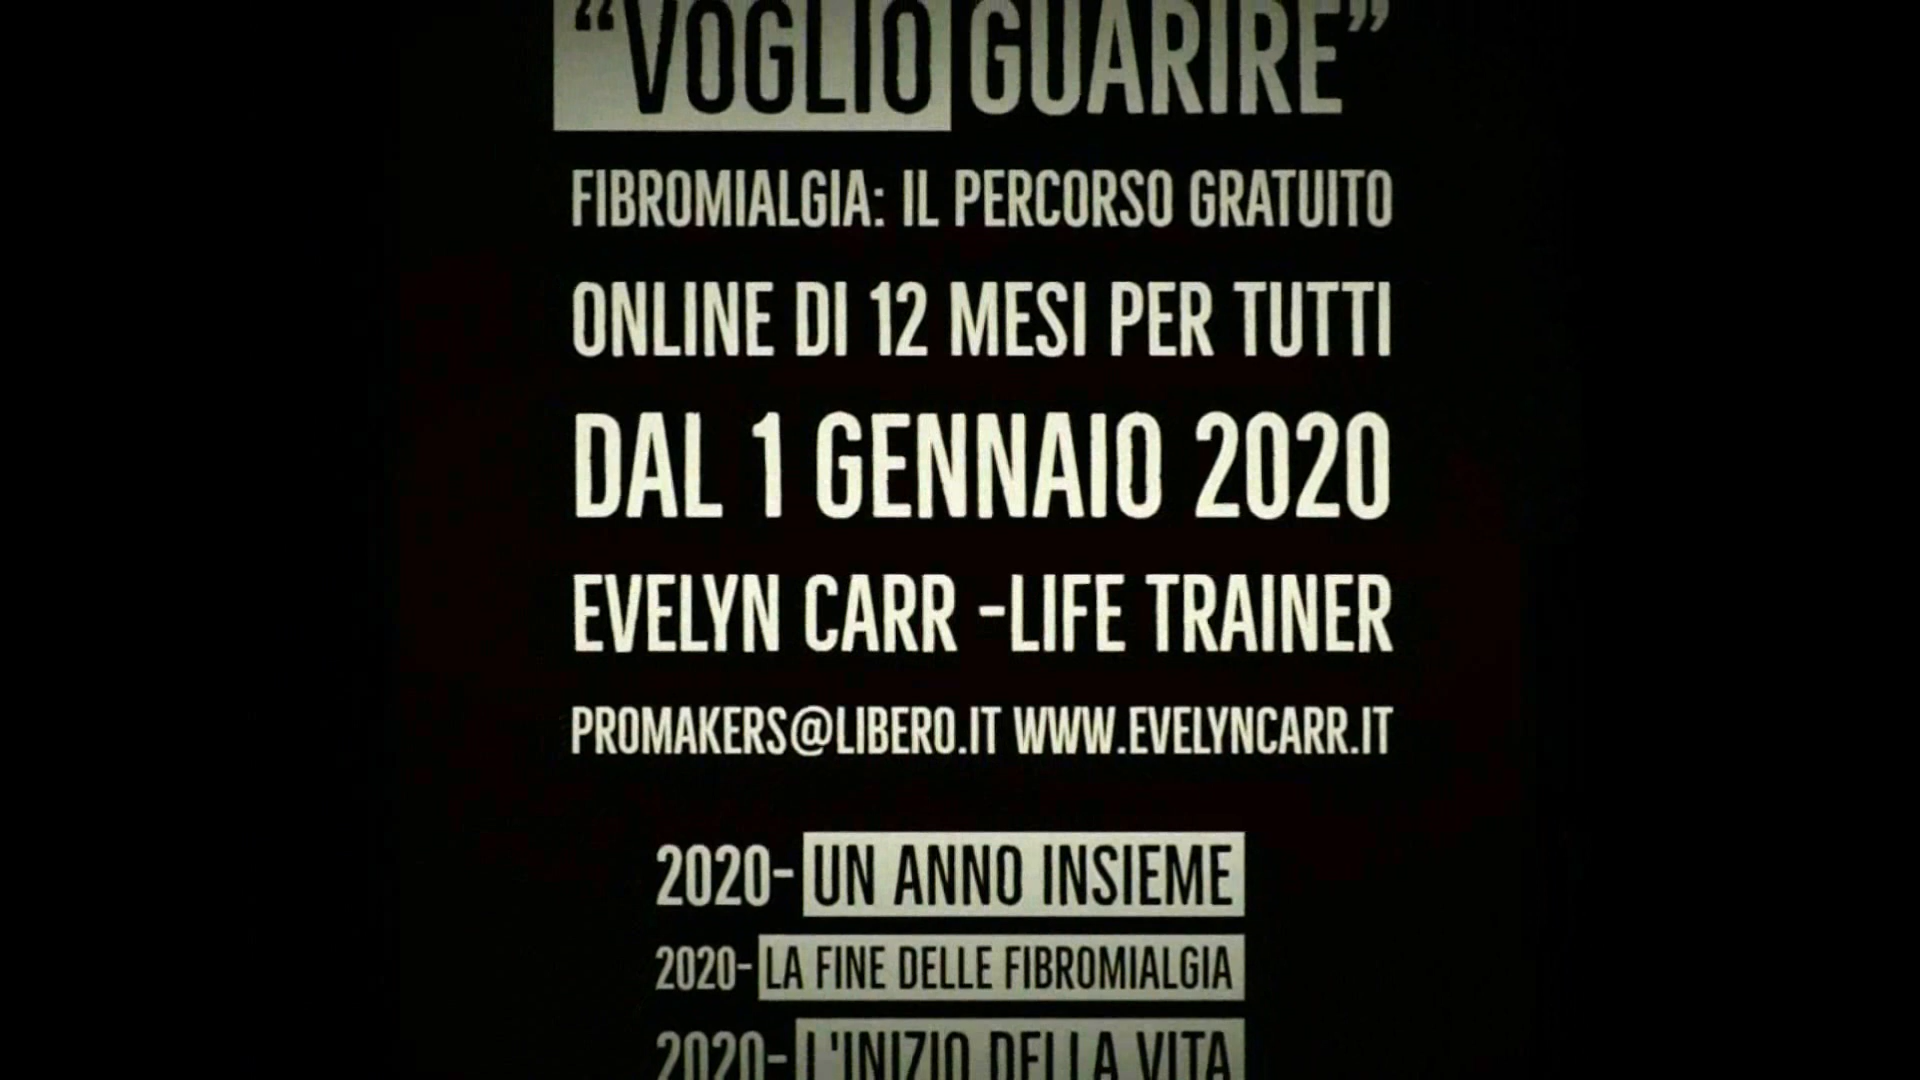 “VOGLIO GUARIRE”
FIBROMIALGIA: IL PERCORSO GRATUITO
ONLINE DI 12 MESI PER TUTTI
DAL 1 GENNAIO 2020
EVELYN CARR -LIFE TRAINER
PROMAKERS@LIBERO.IT WWW.EVELYNCARR.IT
2020- UN ANNO INSIEME
2020- LA FINE DELLE FIBROMIALGIA
2020- L'INIZIO DELLA VITA